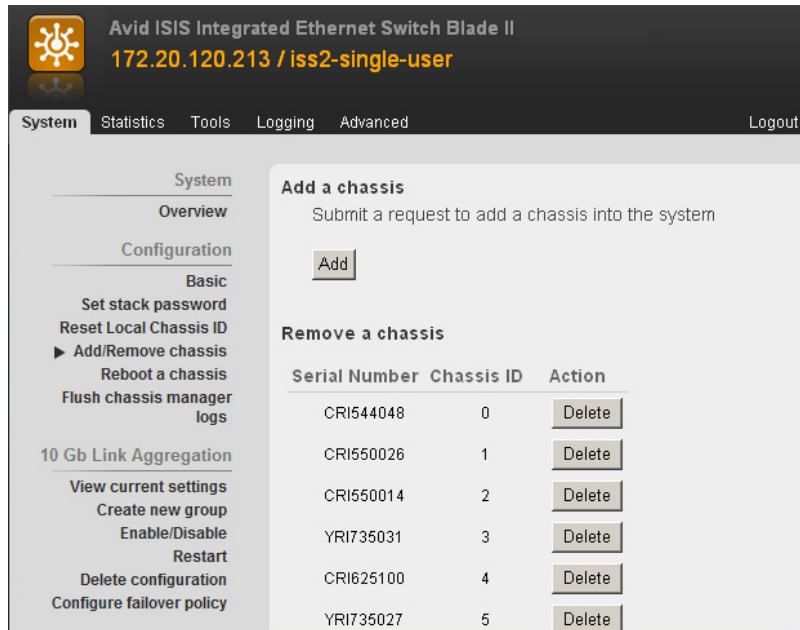 Avid ISIS Integrated Ethernet Switch Blade II
172.20.120.213 / iss2-single-user
System Statistics Tools Logging Advanced Logout
System
Overview
Configuration
Basic
Set stack password
Reset Local Chassis ID
Add/Remove chassis
Reboot a chassis
Flush chassis manager
logs
10 Gb Link Aggregation
View current settings
Create new group
Enable/Disable
Restart
Delete configuration
Configure failover policy
Add a chassis
Submit a request to add a chassis into the system
Add
Remove a chassis
Serial Number Chassis ID Action
CRI544048 0 Delete
CRI550026 1 Delete
CRI550014 2 Delete
YRI735031 3 Delete
CRI625100 4 Delete
YRI735027 5 Delete